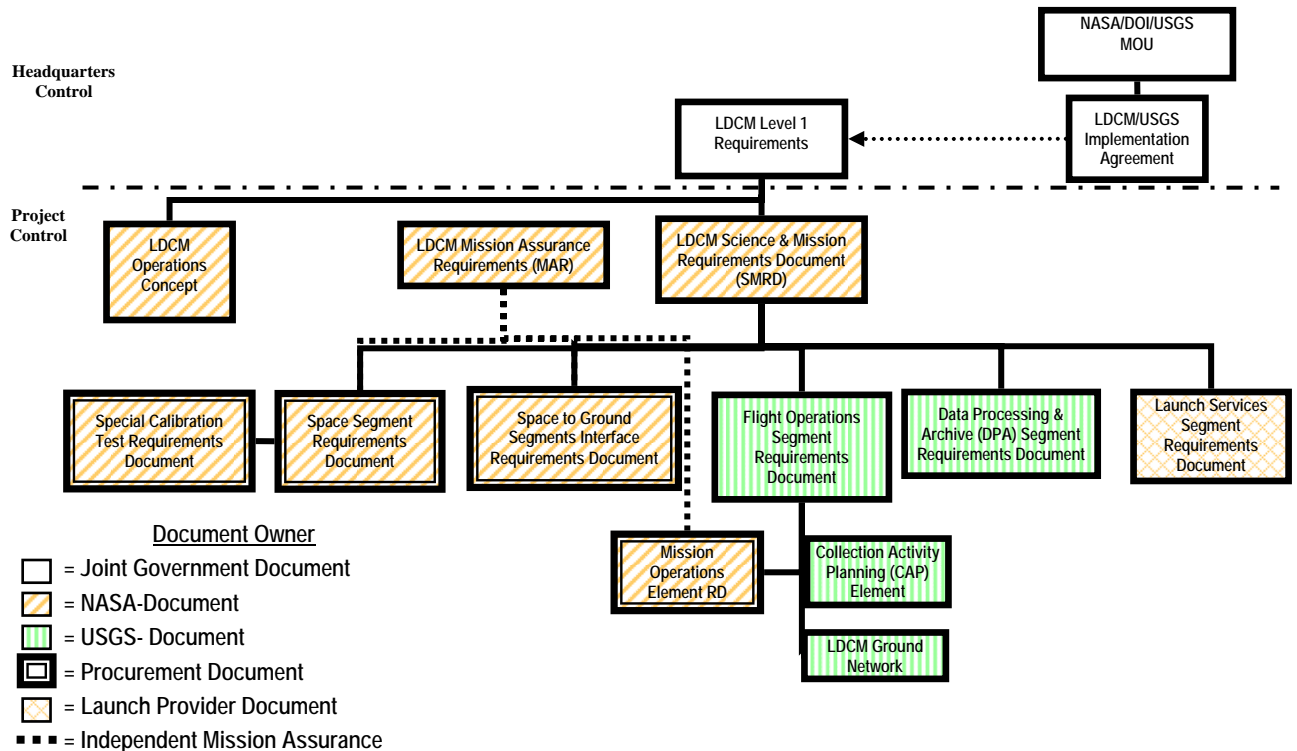 NASA/DOI/USGS
MOU
Headquarters
Control
LDCM Level 1
Requirements
LDCM/USGS
Implementation
Agreement
Project
Control
LDCM
Operations
Concept
LDCM Mission Assurance
Requirements (MAR)
LDCM Science & Mission
Requirements Document
(SMRD)
Special Calibration
Test Requirements
Document
Space Segment
Requirements
Document
Space to Ground
Segments Interface
Requirements Document
Flight Operations
Segment
Requirements
Document
Data Processing &
Archive (DPA) Segment
Requirements Document
Launch Services
Segment
Requirements
Document
Mission
Operations
Element RD
Collection Activity
Planning (CAP)
Element
LDCM Ground
Network
Document Owner
= Joint Government Document
= NASA-Document
= USGS- Document
= Procurement Document
= Launch Provider Document
= Independent Mission Assurance